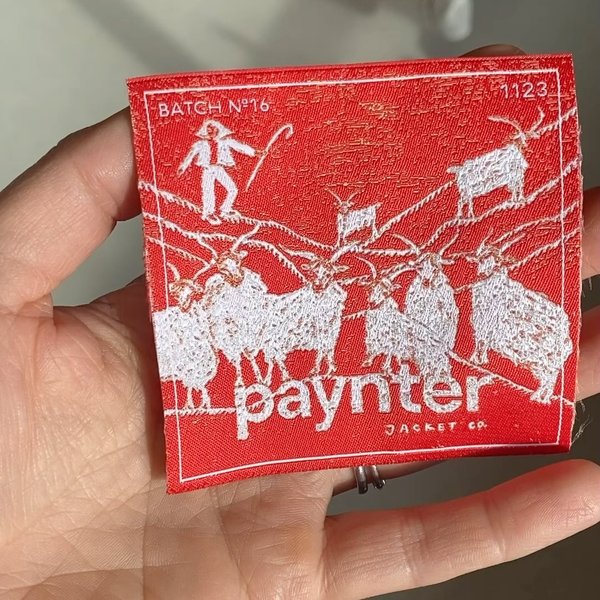 BATCH Nº16
1123
paynter
JACKET CO.